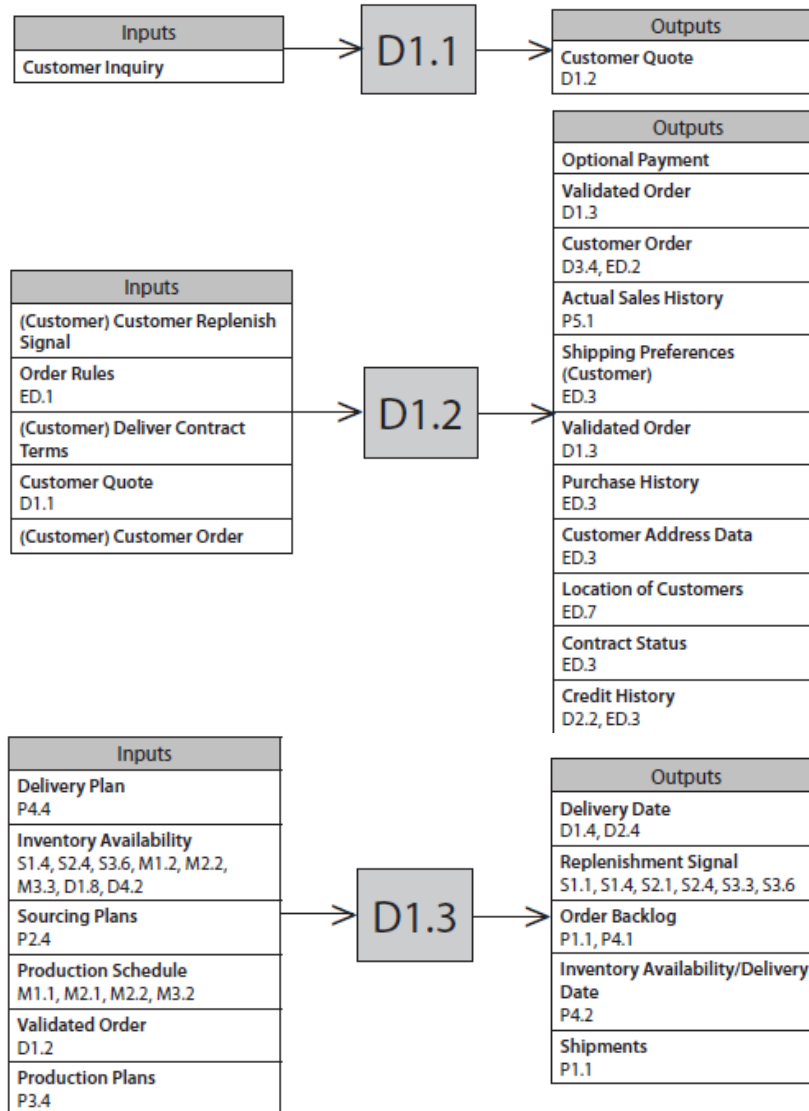 Inputs
Customer Inquiry
D1.1
Outputs
Customer Quote
D1.2
Inputs
(Customer) Customer Replenish
Signal
Order Rules
ED.1
(Customer) Deliver Contract
Terms
Customer Quote
D1.1
(Customer) Customer Order
D1.2
Outputs
Optional Payment
Validated Order
D1.3
Customer Order
D3.4, ED.2
Actual Sales History
P5.1
Shipping Preferences
(Customer)
ED.3
Validated Order
D1.3
Purchase History
ED.3
Customer Address Data
ED.3
Location of Customers
ED.7
Contract Status
ED.3
Credit History
D2.2, ED.3
Inputs
Delivery Plan
P4.4
Inventory Availability
S1.4, S2.4, S3.6, M1.2, M2.2,
M3.3, D1.8, D4.2
Sourcing Plans
P2.4
Production Schedule
M1.1, M2.1, M2.2, M3.2
Validated Order
D1.2
Production Plans
P3.4
D1.3
Outputs
Delivery Date
D1.4, D2.4
Replenishment Signal
S1.1, S1.4, S2.1, S2.4, S3.3, S3.6
Order Backlog
P1.1, P4.1
Inventory Availability/Delivery
Date
P4.2
Shipments
P1.1